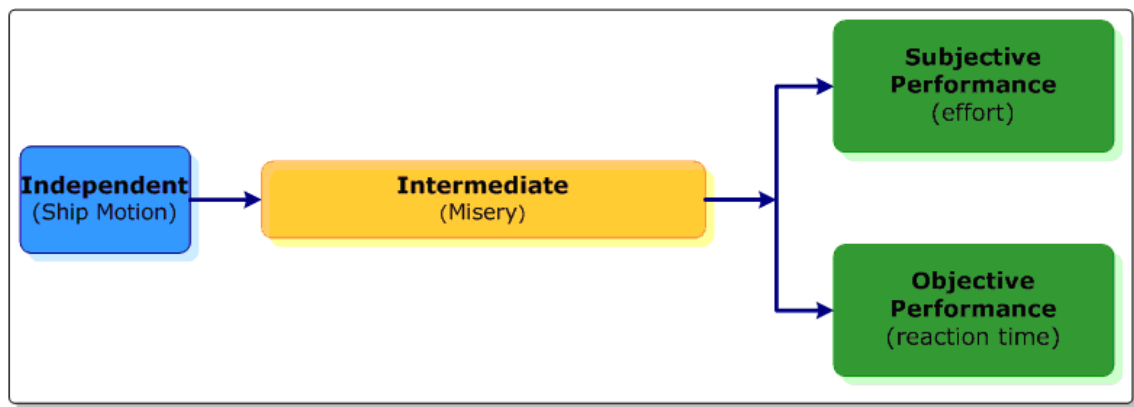 Independent
(Ship Motion)
Intermediate
(Misery)
Subjective
Performance
(effort)
Objective
Performance
(reaction time)